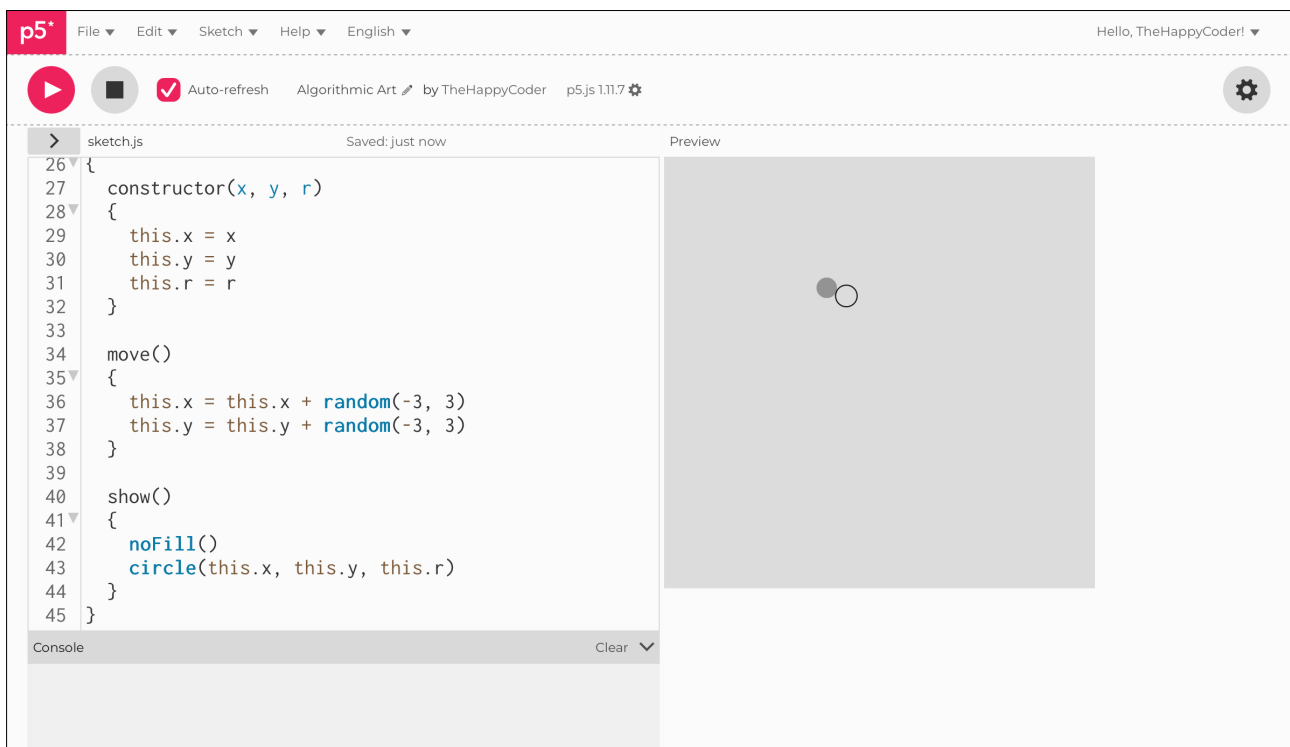 p5*
File Edit Sketch Help English Hello, TheHappyCoder!
Auto-refresh Algorithmic Art by TheHappyCoder p5.js 1.11.7
sketch.js Saved: just now Preview
26 {
27 constructor(x, y, r)
28 {
29 this.x = x
30 this.y = y
31 this.r = r
32 }
33
34 move()
35 {
36 this.x = this.x + random(-3, 3)
37 this.y = this.y + random(-3, 3)
38 }
39
40 show()
41 {
42 noFill()
43 circle(this.x, this.y, this.r)
44 }
45 }
Console Clear